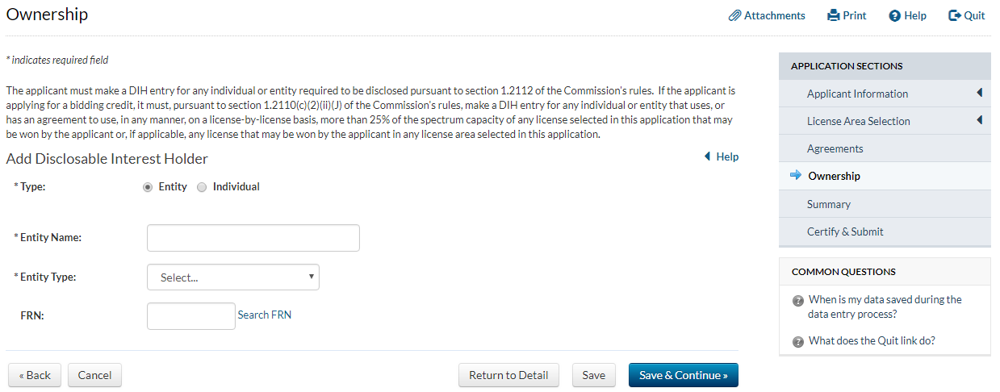 Ownership
Attachments Print Help Quit
* indicates required field
The applicant must make a DIH entry for any individual or entity required to be disclosed pursuant to section 1.2112 of the Commission's rules. If the applicant is
applying for a bidding credit, it must, pursuant to section 1.2110(c)(2)(ii)(J) of the Commission's rules, make a DIH entry for any individual or entity that uses, or
has an agreement to use, in any manner, on a license-by-license basis, more than 25% of the spectrum capacity of any license selected in this application that may
be won by the applicant or, if applicable, any license that may be won by the applicant in any license area selected in this application.
Add Disclosable Interest Holder
Help
* Type: Entity Individual
* Entity Name:
* Entity Type: Select...
FRN: Search FRN
« Back Cancel Return to Detail Save Save & Continue »
APPLICATION SECTIONS
Applicant Information
License Area Selection
Agreements
Ownership
Summary
Certify & Submit
COMMON QUESTIONS
? When is my data saved during the
data entry process?
? What does the Quit link do?